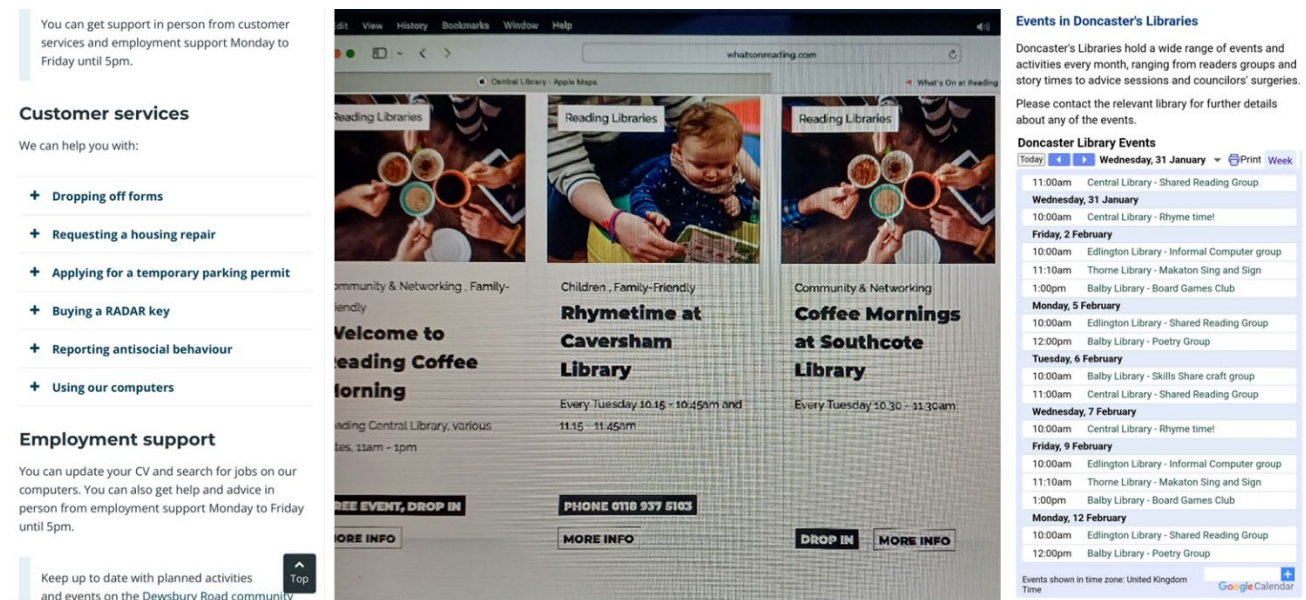 You can get support in person from customer
services and employment support Monday to
Friday until 5pm.
Customer services
We can help you with:
+ Dropping off forms
+ Requesting a housing repair
+ Applying for a temporary parking permit
+ Buying a RADAR key
+ Reporting antisocial behaviour
+ Using our computers
Employment support
You can update your CV and search for jobs on our
computers. You can also get help and advice in
person from employment support Monday to Friday
until 5pm.
Keep up to date with planned activities
and events on the Dewsbury Road community
Top
dit View History Bookmarks Window Help
whatsonreading.com
Central Library - Apple Maps
What's On at Reading
Reading Libraries
ommunity & Networking , Family-
iendly
Welcome to
eading Coffee
orning
ading Central Library, various
tes, 11am - 1pm
REE EVENT, DROP IN
ORE INFO
Reading Libraries
Children , Family-Friendly
Rhymetime at
Caversham
Library
Every Tuesday 10.15 - 10.45am and
11.15 - 11.45am
PHONE 0118 937 5103
MORE INFO
Reading Libraries
Community & Networking
Coffee Mornings
at Southcote
Library
Every Tuesday 10.30 - 11.30am
DROP IN MORE INFO
Events in Doncaster's Libraries
Doncaster's Libraries hold a wide range of events and
activities every month, ranging from readers groups and
story times to advice sessions and councilors' surgeries.
Please contact the relevant library for further details
about any of the events.
Doncaster Library Events
Today Wednesday, 31 January Print Week
11:00am Central Library - Shared Reading Group
Wednesday, 31 January
10:00am Central Library - Rhyme time!
Friday, 2 February
10:00am Edlington Library - Informal Computer group
11:10am Thorne Library - Makaton Sing and Sign
1:00pm Balby Library - Board Games Club
Monday, 5 February
10:00am Edlington Library - Shared Reading Group
12:00pm Balby Library - Poetry Group
Tuesday, 6 February
10:00am Balby Library - Skills Share craft group
11:00am Central Library - Shared Reading Group
Wednesday, 7 February
10:00am Central Library - Rhyme time!
Friday, 9 February
10:00am Edlington Library - Informal Computer group
11:10am Thorne Library - Makaton Sing and Sign
1:00pm Balby Library - Board Games Club
Monday, 12 February
10:00am Edlington Library - Shared Reading Group
12:00pm Balby Library - Poetry Group
Events shown in time zone: United Kingdom
Time
+
Google Calendar